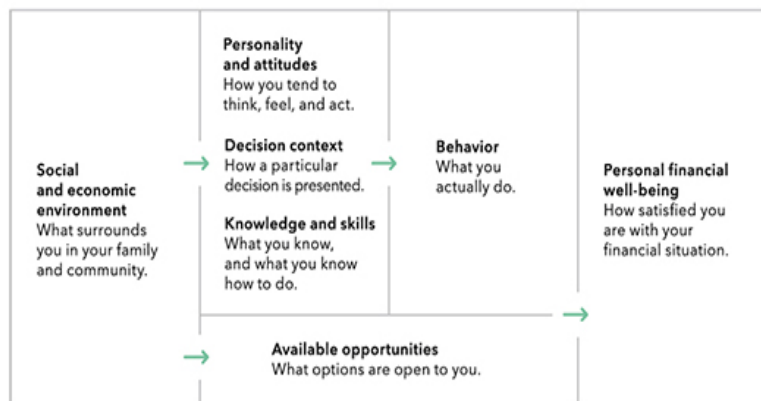 Social
and economic
environment
What surrounds
you in your family
and community.
Personality
and attitudes
How you tend to
think, feel, and act.
Decision context
How a particular
decision is presented.
Knowledge and skills
What you know,
and what you know
how to do.
Behavior
What you
actually do.
Available opportunities
What options are open to you.
Personal financial
well-being
How satisfied you
are with your
financial situation.